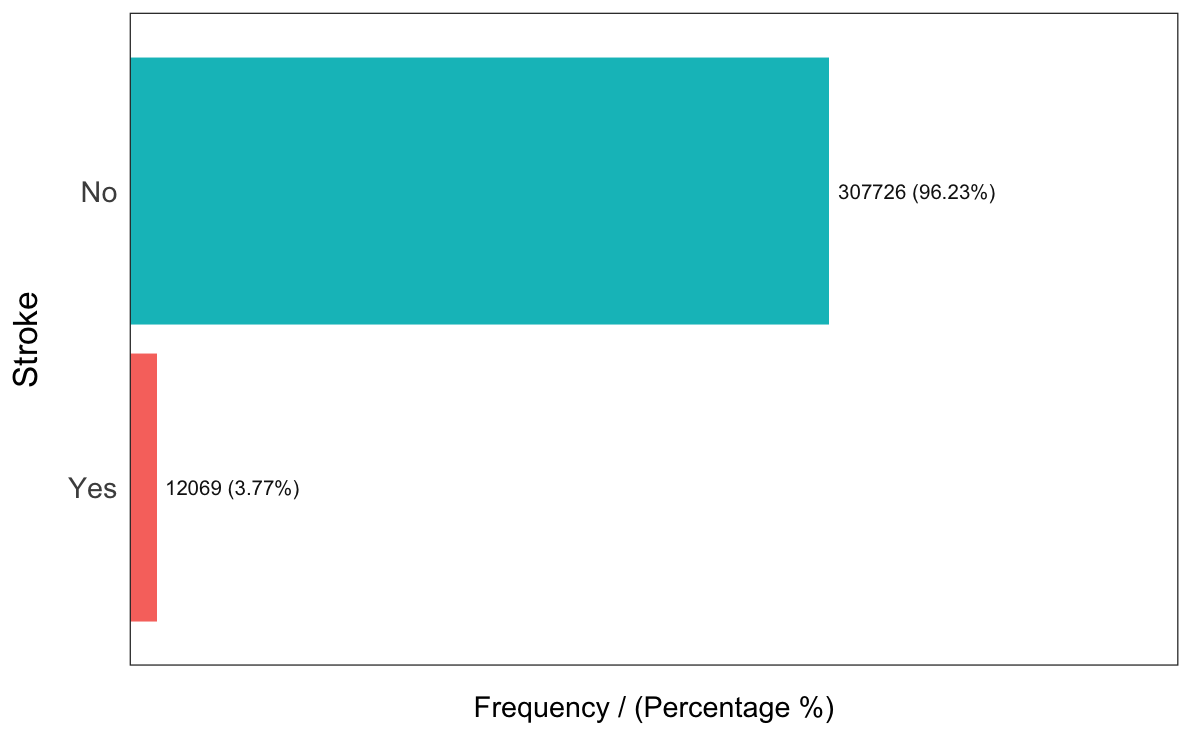 No
307726 (96.23%)
Stroke
Yes
12069 (3.77%)
Frequency / (Percentage %)